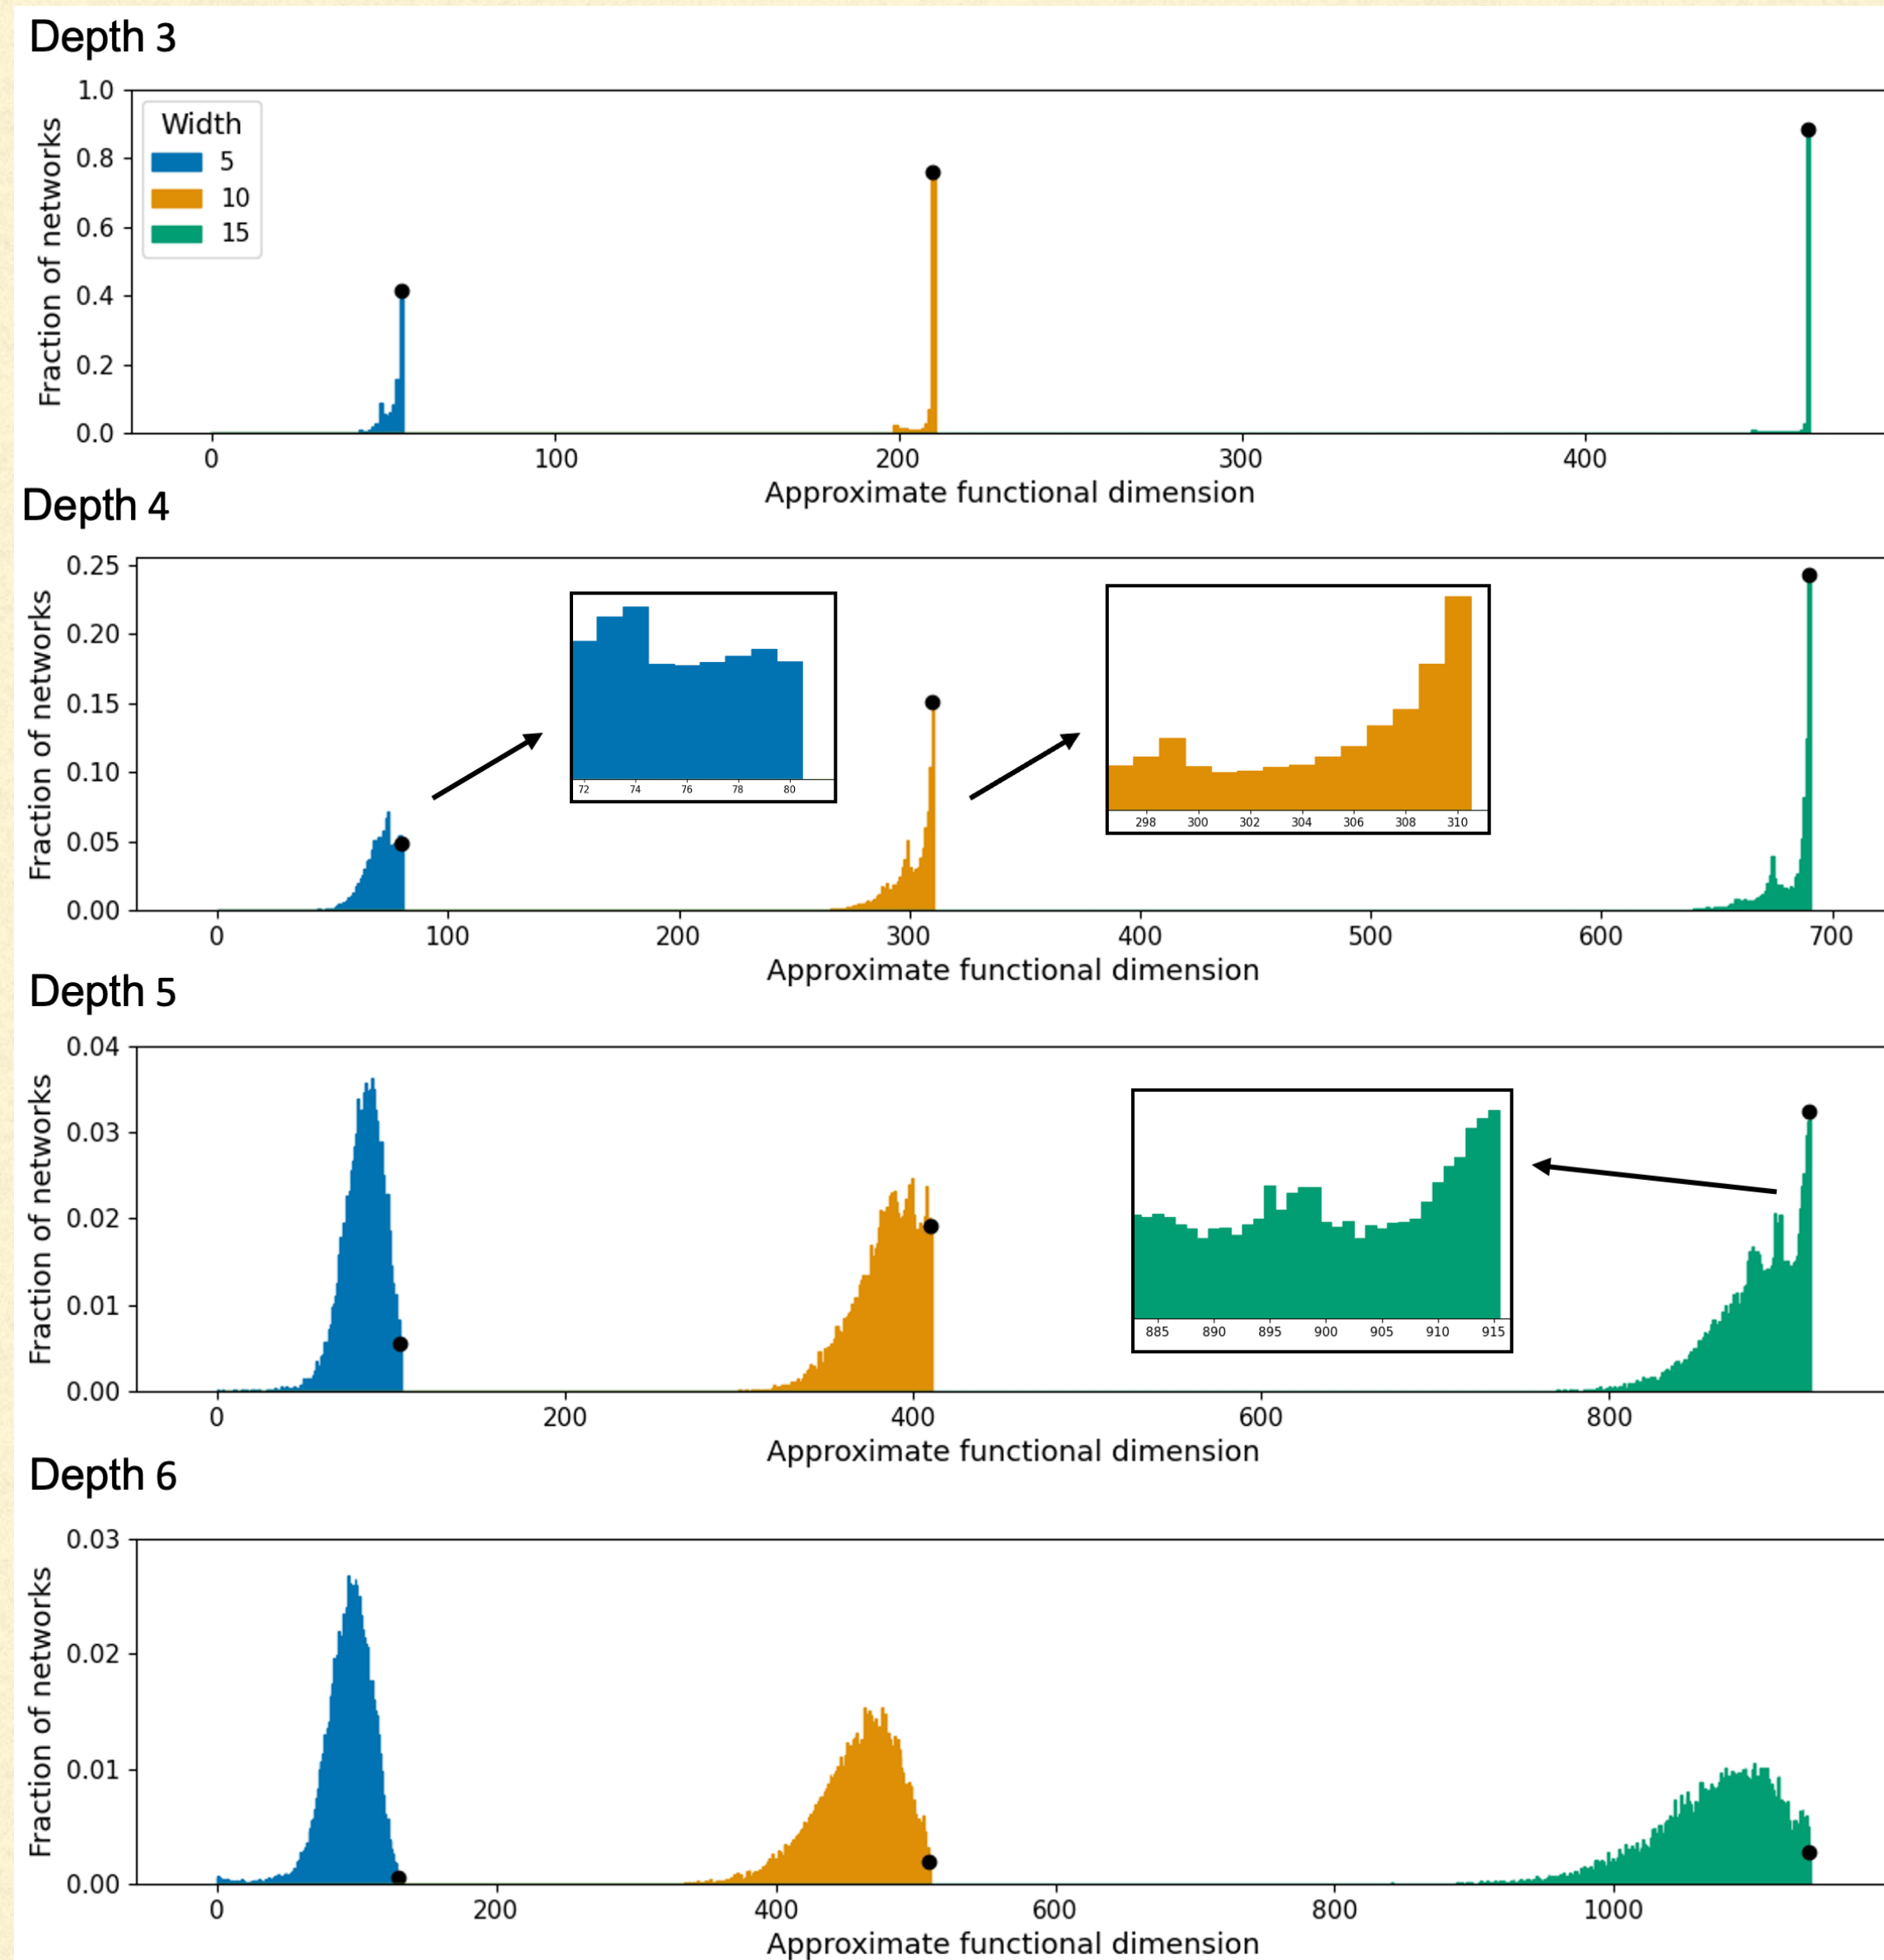 Depth 3
1.0
0.8
0.6
0.4
0.2
0.0
Fraction of networks
Width
5
10
15
0 100 200 300 400
Approximate functional dimension
Depth 4
0.25
0.20
0.15
0.10
0.05
0.00
Fraction of networks
72 74 76 78 80
298 300 302 304 306 308 310
0 100 200 300 400 500 600 700
Approximate functional dimension
Depth 5
0.04
0.03
0.02
0.01
0.00
Fraction of networks
885 890 895 900 905 910 915
0 200 400 600 800
Approximate functional dimension
Depth 6
0.03
0.02
0.01
0.00
Fraction of networks
0 200 400 600 800 1000
Approximate functional dimension